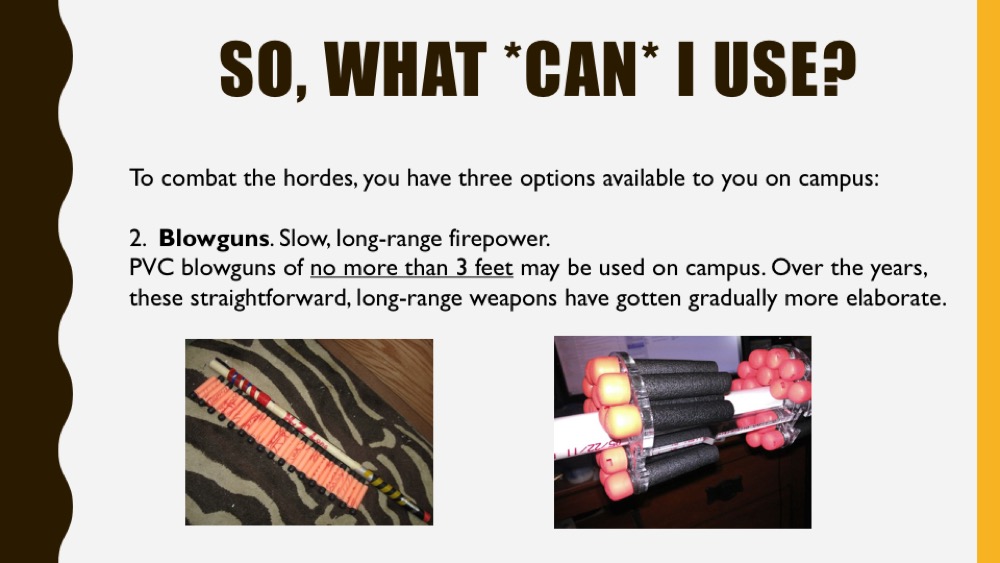 SO, WHAT *CAN* I USE?
To combat the hordes, you have three options available to you on campus:
2. Blowguns. Slow, long-range firepower.
PVC blowguns of no more than 3 feet may be used on campus. Over the years,
these straightforward, long-range weapons have gotten gradually more elaborate.